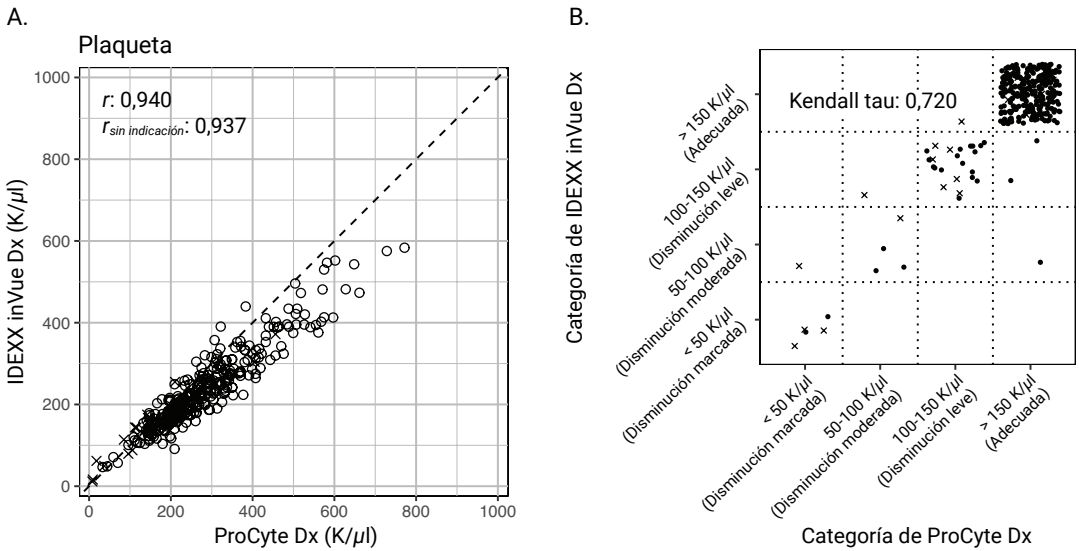 A.
Plaqueta
r: 0,940
r sin indicación: 0,937
IDEXX inVue Dx (K/µl)
1000
800
600
400
200
0
0 200 400 600 800 1000
ProCyte Dx (K/µl)
B.
Kendall tau: 0,720
Categoría de IDEXX inVue Dx
> 150 K/µl
(Adecuada)
100-150 K/µl
(Disminución leve)
50-100 K/µl
(Disminución moderada)
< 50 K/µl
(Disminución marcada)
< 50 K/µl
(Disminución marcada)
50-100 K/µl
(Disminución moderada)
100-150 K/µl
(Disminución leve)
> 150 K/µl
(Adecuada)
Categoría de ProCyte Dx